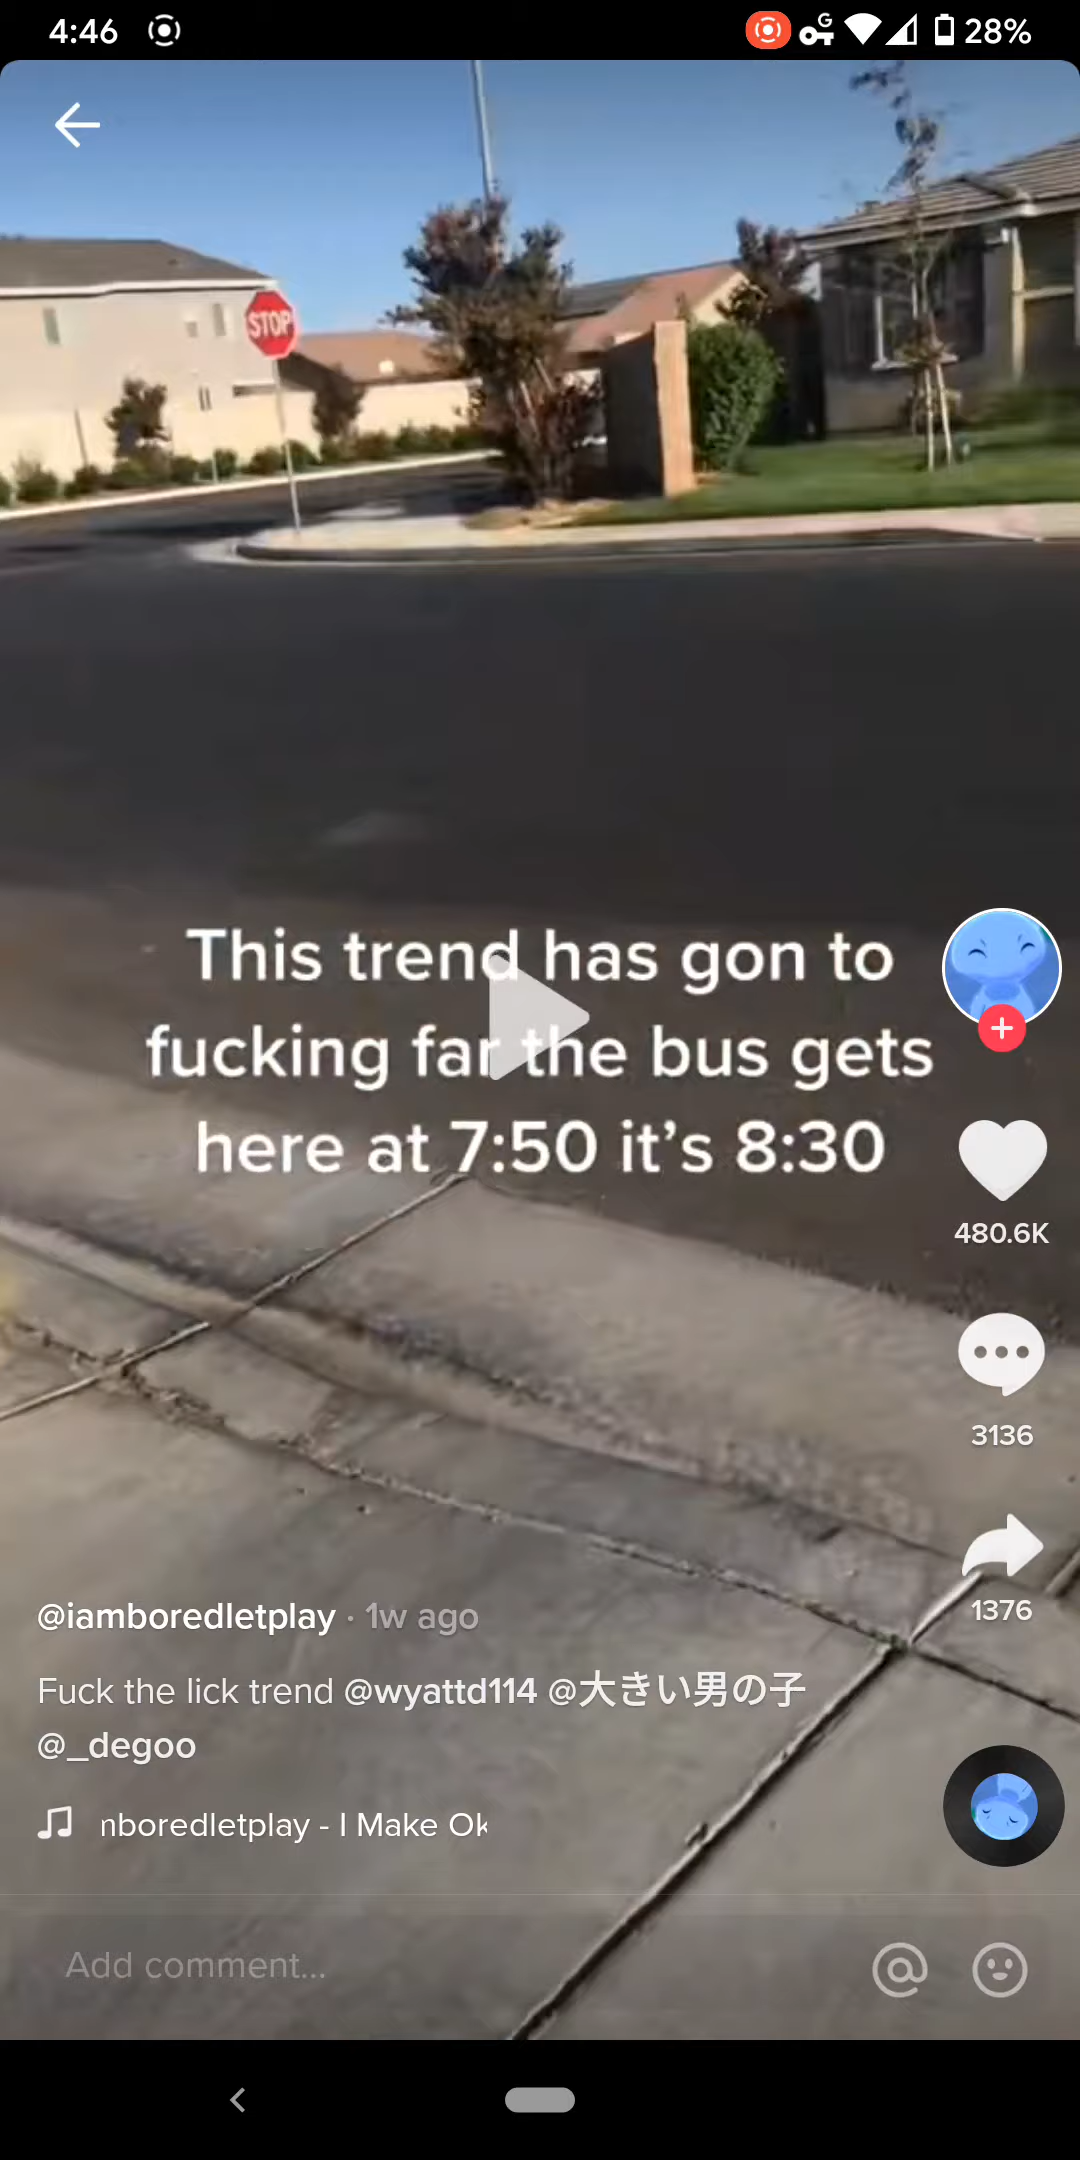 4:46
G
28%
STOP
This trend has gon to
fucking far the bus gets
here at 7:50 it's 8:30
480.6K
3136
1376
@iamboredletplay · 1w ago
Fuck the lick trend @wyattd114 @大きい男の子
@_degoo
nboredletplay - I Make Ok
Add comment...